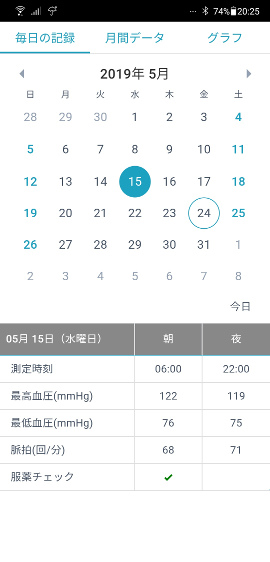 74% 20:25
毎日の記録 月間データ グラフ
2019年 5月
日 月 火 水 木 金 土
28 29 30 1 2 3 4
5 6 7 8 9 10 11
12 13 14 15 16 17 18
19 20 21 22 23 24 25
26 27 28 29 30 31 1
2 3 4 5 6 7 8
今日
05月 15日（水曜日） 朝 夜
測定時刻 06:00 22:00
最高血圧(mmHg) 122 119
最低血圧(mmHg) 76 75
脈拍(回/分) 68 71
服薬チェック